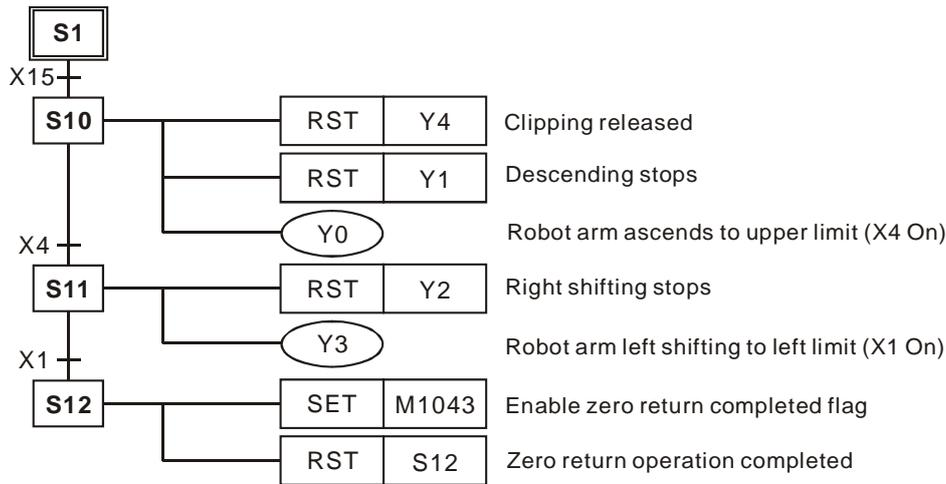 S1
X15
S10 RST Y4 Clipping released
RST Y1 Descending stops
Y0 Robot arm ascends to upper limit (X4 On)
X4
S11 RST Y2 Right shifting stops
Y3 Robot arm left shifting to left limit (X1 On)
X1
S12 SET M1043 Enable zero return completed flag
RST S12 Zero return operation completed